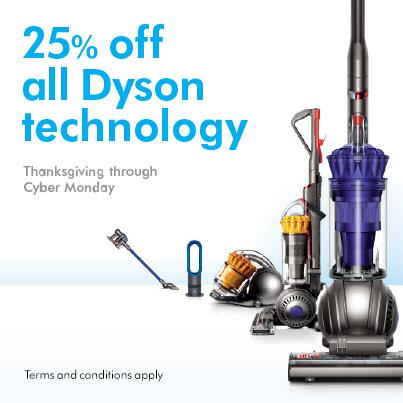 25% off
all Dyson
technology
Thanksgiving through
Cyber Monday
Terms and conditions apply